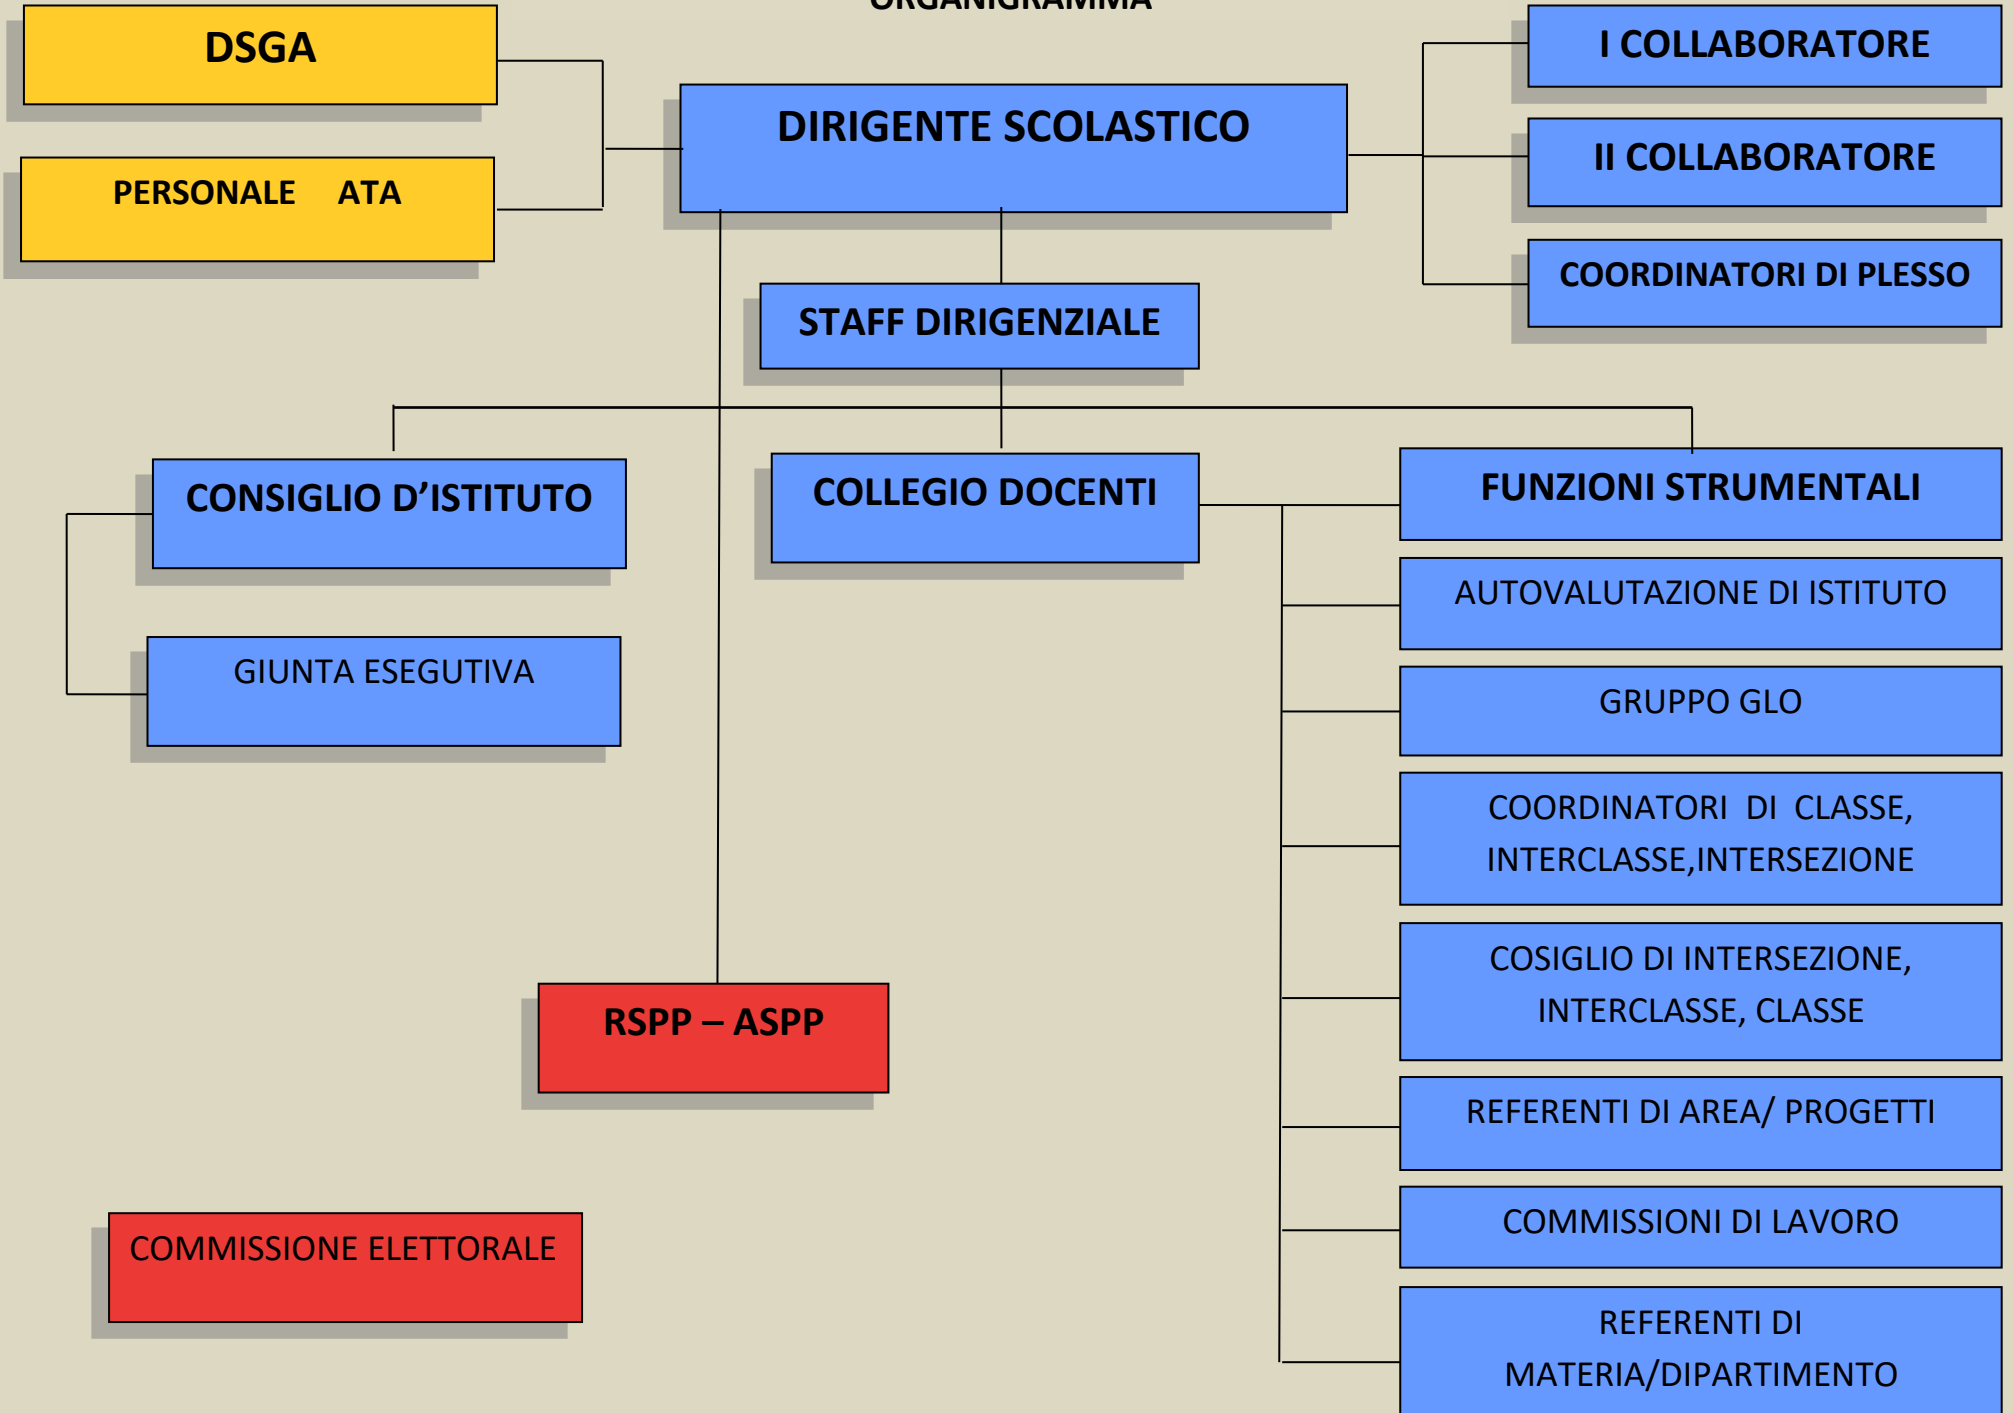 ORGANIGRAMMA
DSGA
I COLLABORATORE
DIRIGENTE SCOLASTICO
II COLLABORATORE
PERSONALE ATA
COORDINATORI DI PLESSO
STAFF DIRIGENZIALE
CONSIGLIO D’ISTITUTO
COLLEGIO DOCENTI
FUNZIONI STRUMENTALI
AUTOVALUTAZIONE DI ISTITUTO
GIUNTA ESEGUTIVA
GRUPPO GLO
COORDINATORI DI CLASSE,
INTERCLASSE,INTERSEZIONE
COSIGLIO DI INTERSEZIONE,
INTERCLASSE, CLASSE
RSPP – ASPP
REFERENTI DI AREA/ PROGETTI
COMMISSIONI DI LAVORO
COMMISSIONE ELETTORALE
REFERENTI DI
MATERIA/DIPARTIMENTO